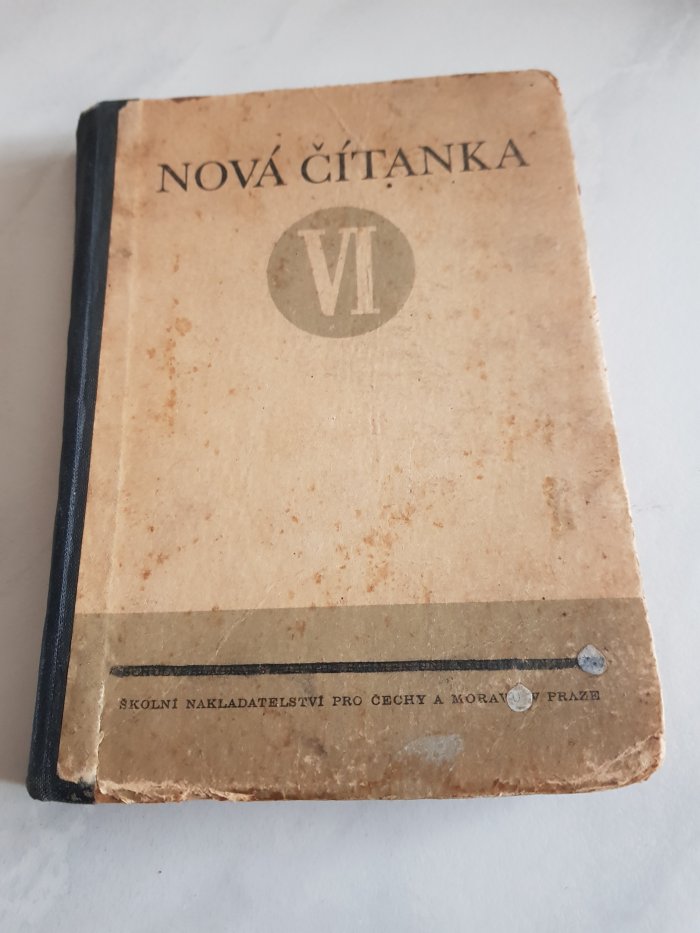 NOVÁ ČÍTANKA
VI
ŠKOLNÍ NAKLADATELSTVÍ PRO ČECHY A MORAVU V PRAZE